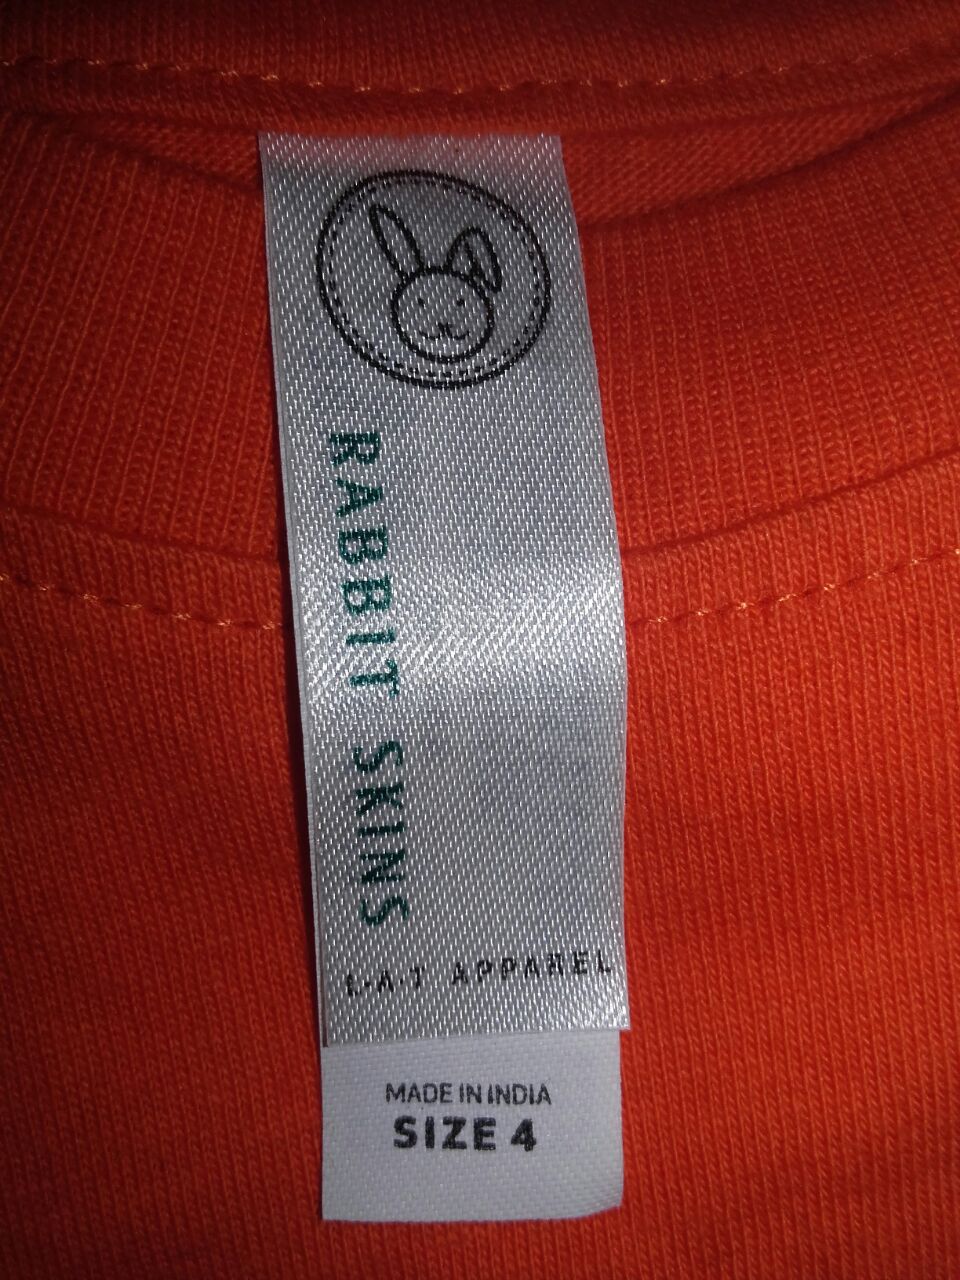 RABBIT SKINS
L·A·T APPAREL
MADE IN INDIA
SIZE 4